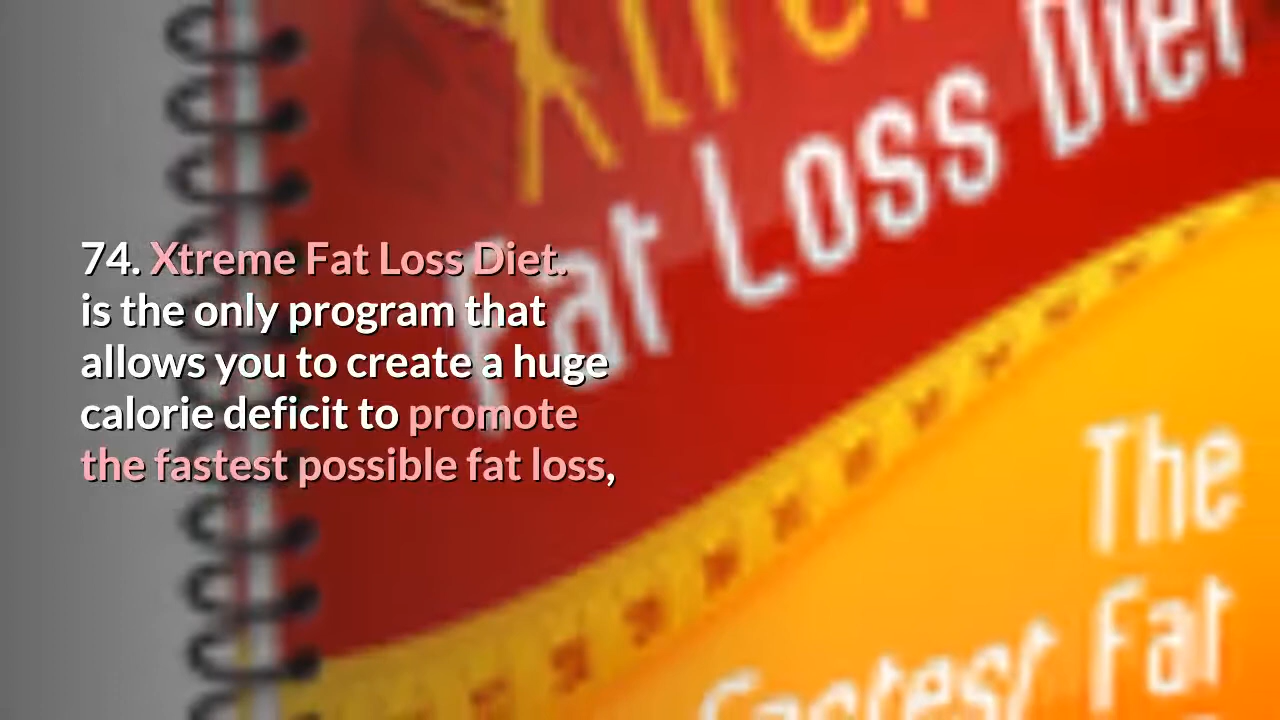 Xtre
Fat Loss Diet
74. Xtreme Fat Loss Diet.
is the only program that
allows you to create a huge
calorie deficit to promote
the fastest possible fat loss,
The
Fastest Fat